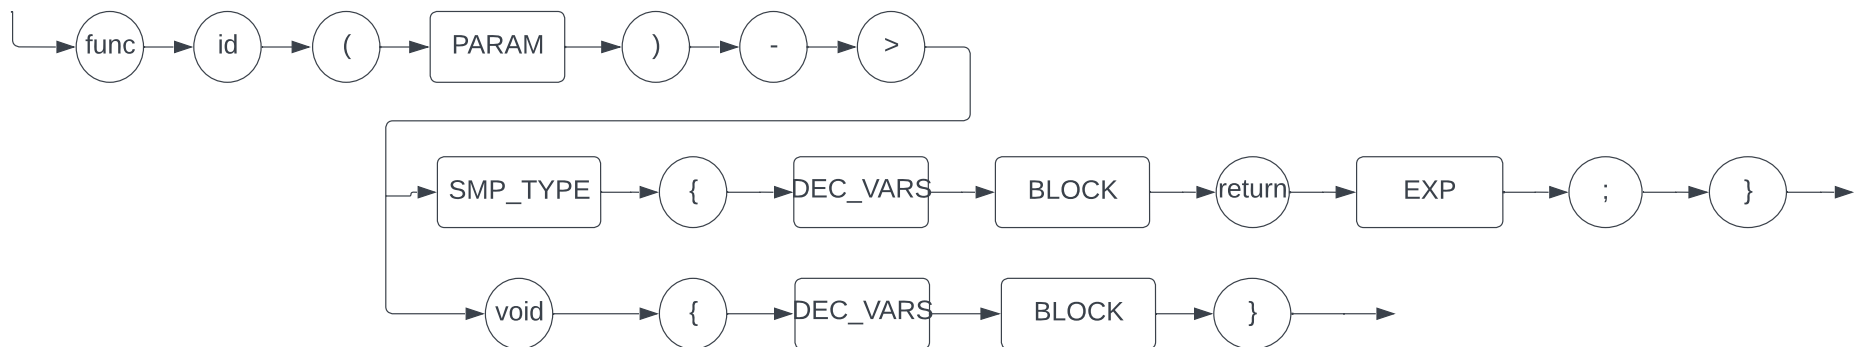 func id ( PARAM ) - >
SMP_TYPE { DEC_VARS BLOCK return EXP ; }
void { DEC_VARS BLOCK }